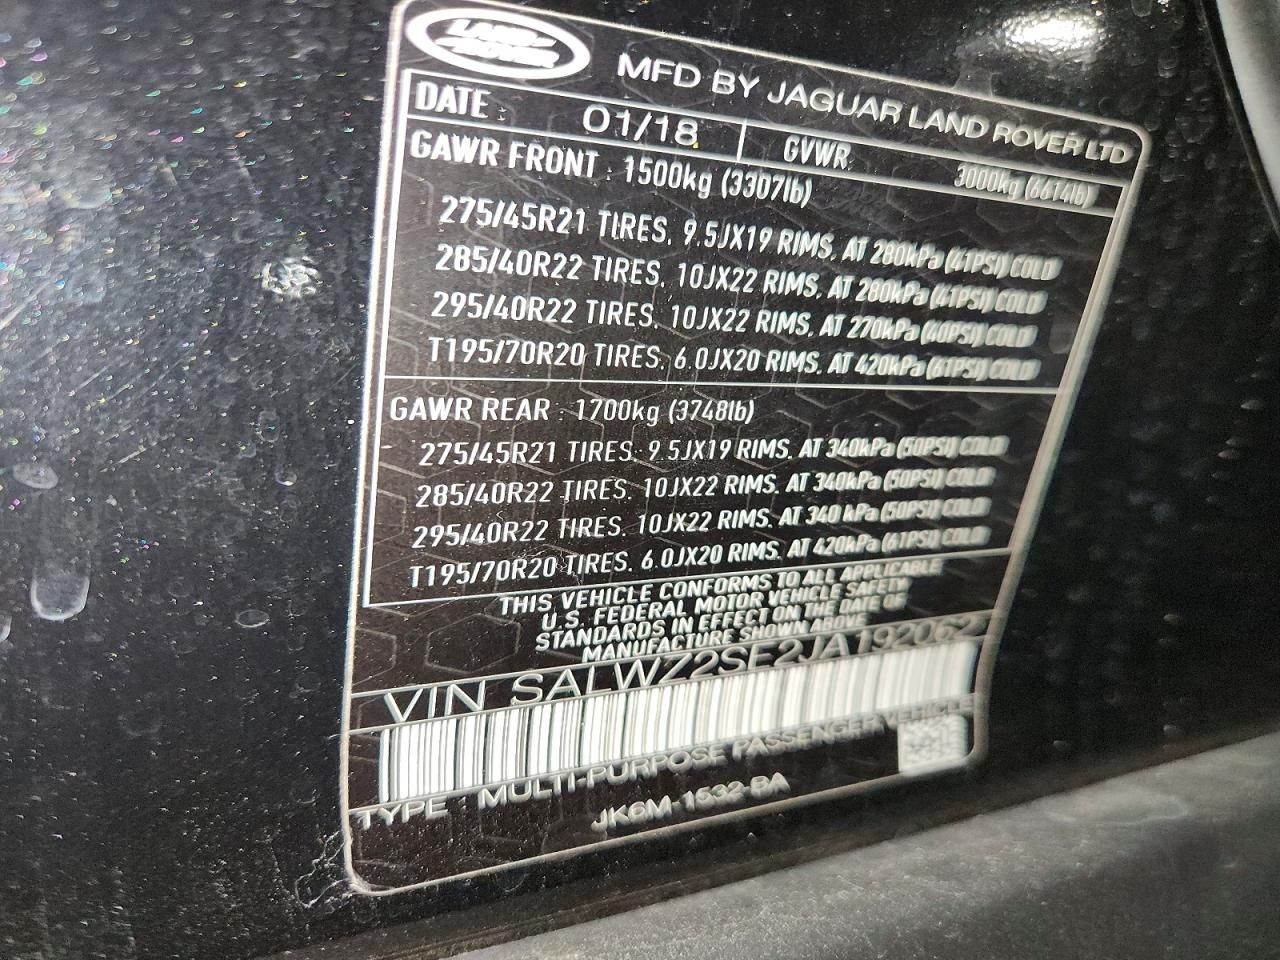 LAND ROVER
MFD BY JAGUAR LAND ROVER LTD
DATE : 01/18 GVWR. 3000kg (6614lb)
GAWR FRONT : 1500kg (3307lb)
275/45R21 TIRES, 9.5JX19 RIMS, AT 280kPa (41PSI) COLD
285/40R22 TIRES, 10JX22 RIMS, AT 280kPa (41PSI) COLD
295/40R22 TIRES, 10JX22 RIMS, AT 270kPa (40PSI) COLD
T195/70R20 TIRES, 6.0JX20 RIMS, AT 420kPa (61PSI) COLD
GAWR REAR : 1700kg (3748lb)
275/45R21 TIRES, 9.5JX19 RIMS, AT 340kPa (50PSI) COLD
285/40R22 TIRES, 10JX22 RIMS, AT 340kPa (50PSI) COLD
295/40R22 TIRES, 10JX22 RIMS, AT 340 kPa (50PSI) COLD
T195/70R20 TIRES, 6.0JX20 RIMS, AT 420kPa (61PSI) COLD
THIS VEHICLE CONFORMS TO ALL APPLICABLE
U.S. FEDERAL MOTOR VEHICLE SAFETY
STANDARDS IN EFFECT ON THE DATE OF
MANUFACTURE SHOWN ABOVE
VIN SALWZ2SE2JA192062
TYPE : MULTI-PURPOSE PASSENGER VEHICLE
JK6M-1532-BA